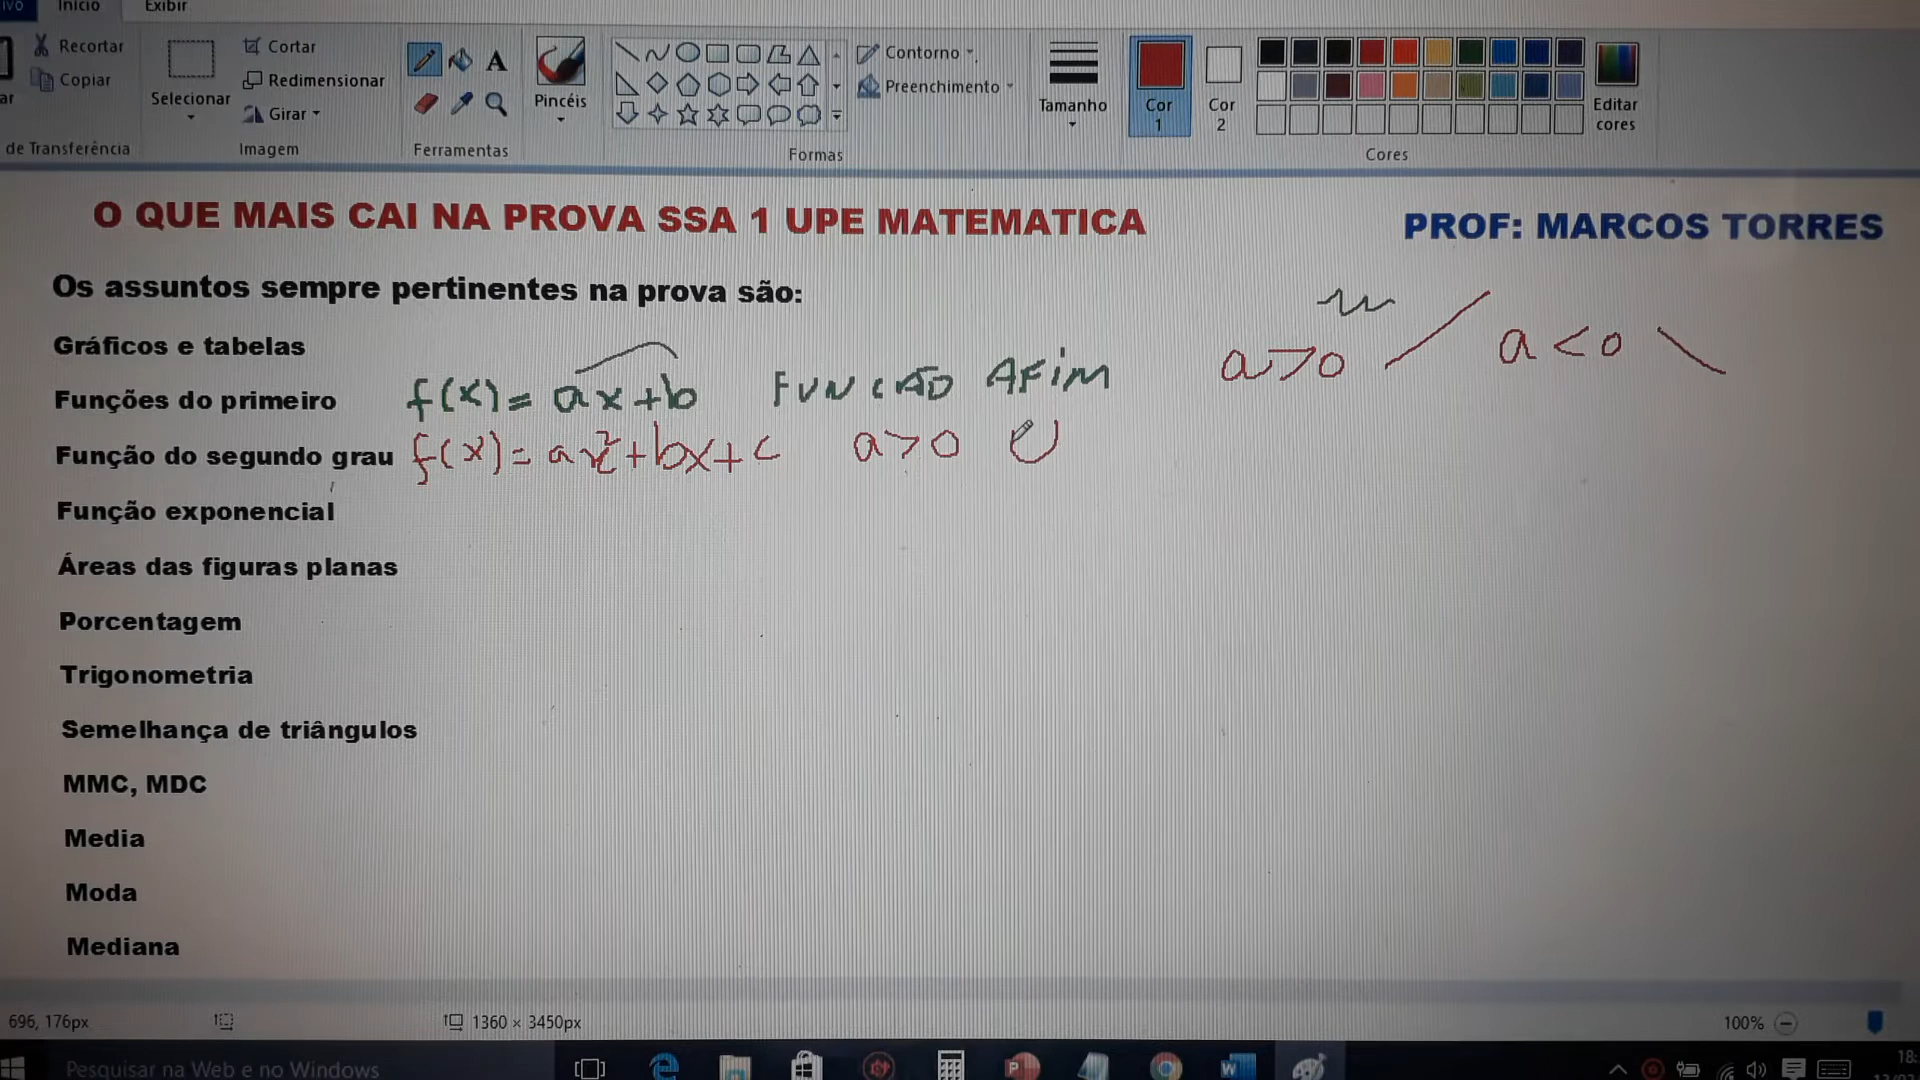 Início Exibir
Recortar
Copiar
de Transferência
Selecionar
Cortar
Redimensionar
Girar
Imagem
A
Ferramentas
Pincéis
Formas
Contorno
Preenchimento
Tamanho
Cor 1
Cor 2
Editar cores
Cores
O QUE MAIS CAI NA PROVA SSA 1 UPE MATEMATICA PROF: MARCOS TORRES
Os assuntos sempre pertinentes na prova são:
Gráficos e tabelas
Funções do primeiro f(x) = ax+b FUNCÃO AFIM a>0 a<0
Função do segundo grau f(x) = ax²+bx+c a>0
Função exponencial
Áreas das figuras planas
Porcentagem
Trigonometria
Semelhança de triângulos
MMC, MDC
Media
Moda
Mediana
696, 176px 1360 × 3450px 100%
Pesquisar na Web e no Windows